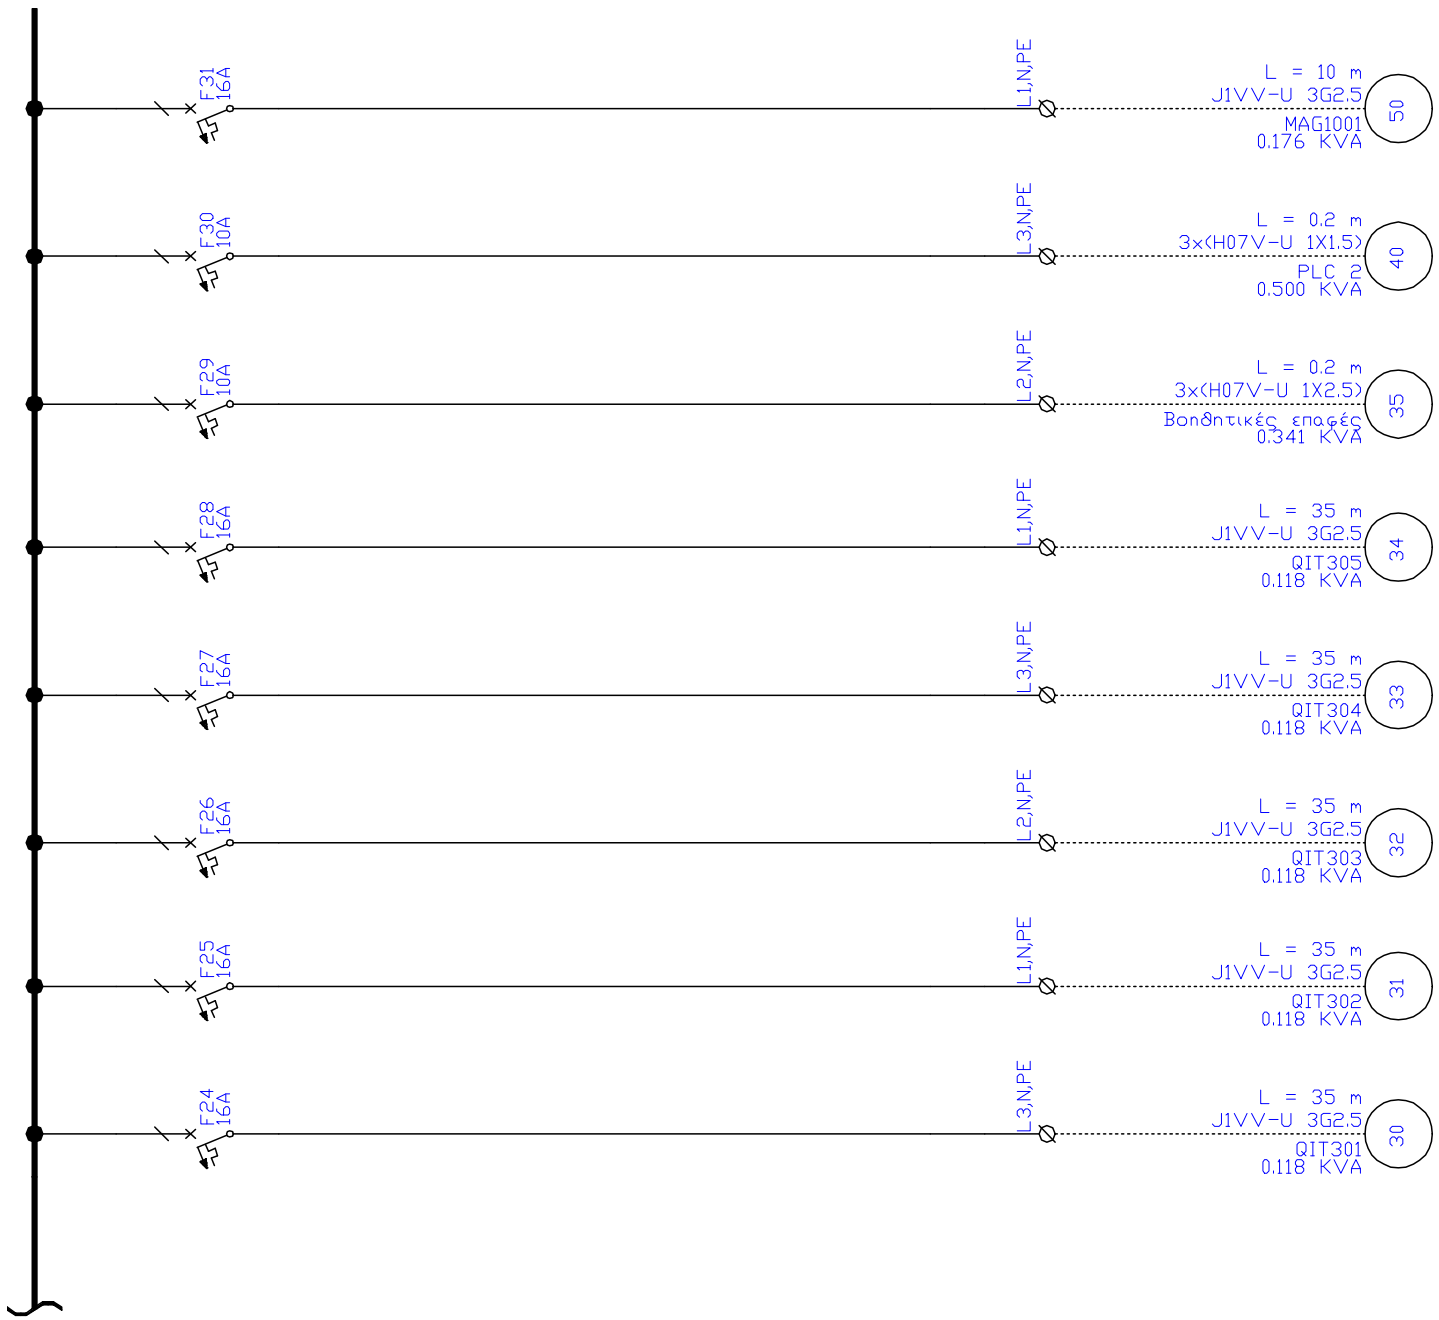 F31
16A
L1,N,PE
L = 10 m
J1VV-U 3G2.5
MAG1001
0.176 KVA
50
F30
10A
L3,N,PE
L = 0.2 m
3x(H07V-U 1X1.5)
PLC 2
0.500 KVA
40
F29
10A
L2,N,PE
L = 0.2 m
3x(H07V-U 1X2.5)
Βοηθητικές επαφές
0.341 KVA
35
F28
16A
L1,N,PE
L = 35 m
J1VV-U 3G2.5
QIT305
0.118 KVA
34
F27
16A
L3,N,PE
L = 35 m
J1VV-U 3G2.5
QIT304
0.118 KVA
33
F26
16A
L2,N,PE
L = 35 m
J1VV-U 3G2.5
QIT303
0.118 KVA
32
F25
16A
L1,N,PE
L = 35 m
J1VV-U 3G2.5
QIT302
0.118 KVA
31
F24
16A
L3,N,PE
L = 35 m
J1VV-U 3G2.5
QIT301
0.118 KVA
30